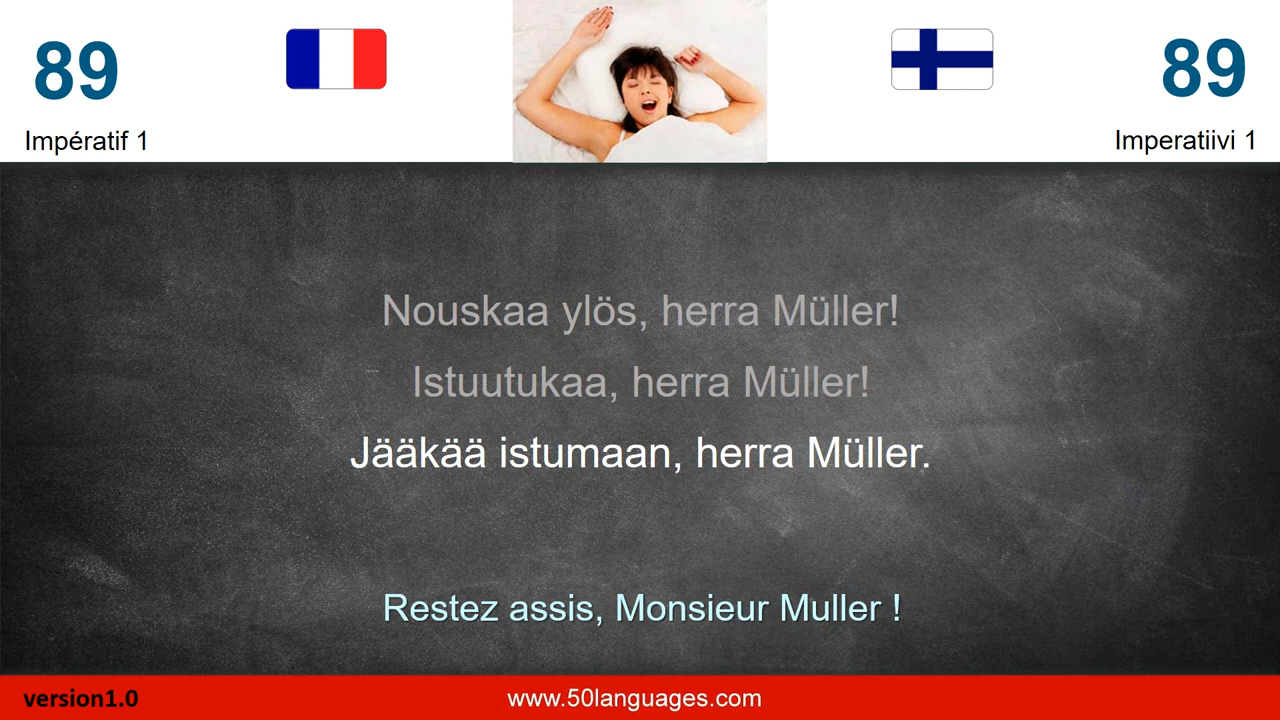 89
89
Impératif 1
Imperatiivi 1
Nouskaa ylös, herra Müller!
Istuutukaa, herra Müller!
Jääkää istumaan, herra Müller.
Restez assis, Monsieur Muller !
version1.0
www.50languages.com